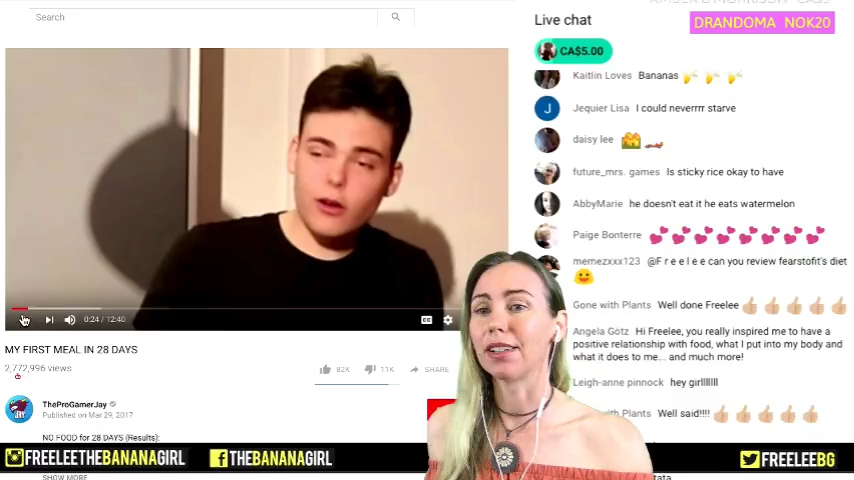 Search
Live chat
DRANDOMA NOK20
CA$5.00
Kaitlin Loves Bananas
J
Jequier Lisa I could neverrrr starve
daisy lee
future_mrs. games Is sticky rice okay to have
AbbyMarie he doesn't eat it he eats watermelon
Paige Bonterre
memezxxx123 @F r e e l e e can you review fearstofit's diet
Gone with Plants Well done Freelee
Angela Götz Hi Freelee, you really inspired me to have a
positive relationship with food, what I put into my body and
what it does to me... and much more!
Leigh-anne pinnock hey girlllllll
with Plants Well said!!!!
0:24 / 12:40
CC
MY FIRST MEAL IN 28 DAYS
2,772,996 views
82K
11K
SHARE
TheProGamerJay
Published on Mar 29, 2017
NO FOOD for 28 DAYS (Results):
FREELEETHEBANANAGIRL
THEBANANAGIRL
FREELEEBG
SHOW MORE